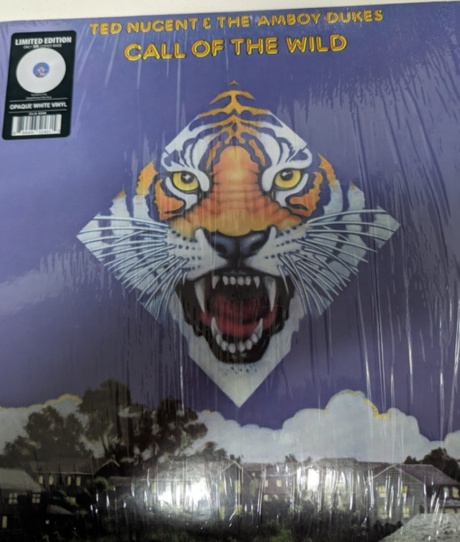 TED NUGENT & THE AMBOY DUKES
CALL OF THE WILD
LIMITED EDITION
OPAQUE WHITE VINYL